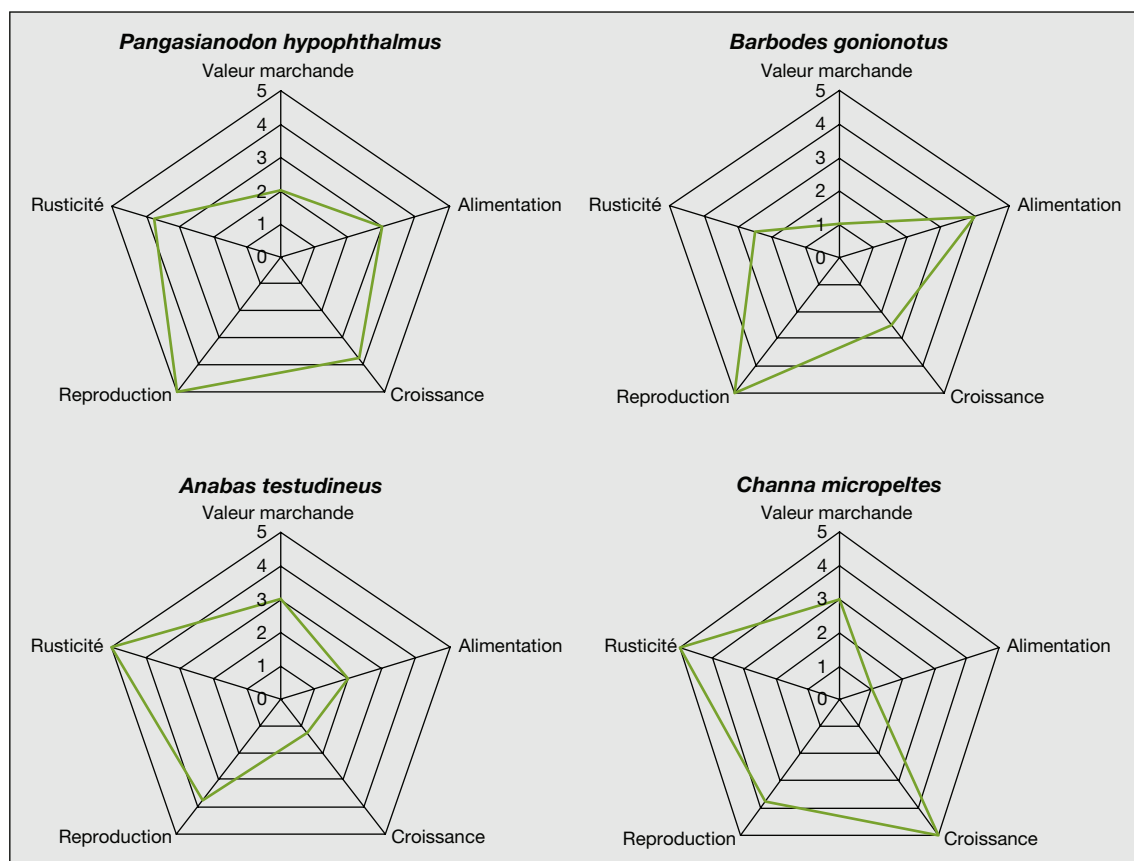 Pangasianodon hypophthalmus
Valeur marchande
5
4
3
2
1
0
Rusticité
Alimentation
Reproduction
Croissance
Barbodes gonionotus
Valeur marchande
5
4
3
2
1
0
Rusticité
Alimentation
Reproduction
Croissance
Anabas testudineus
Valeur marchande
5
4
3
2
1
0
Rusticité
Alimentation
Reproduction
Croissance
Channa micropeltes
Valeur marchande
5
4
3
2
1
0
Rusticité
Alimentation
Reproduction
Croissance